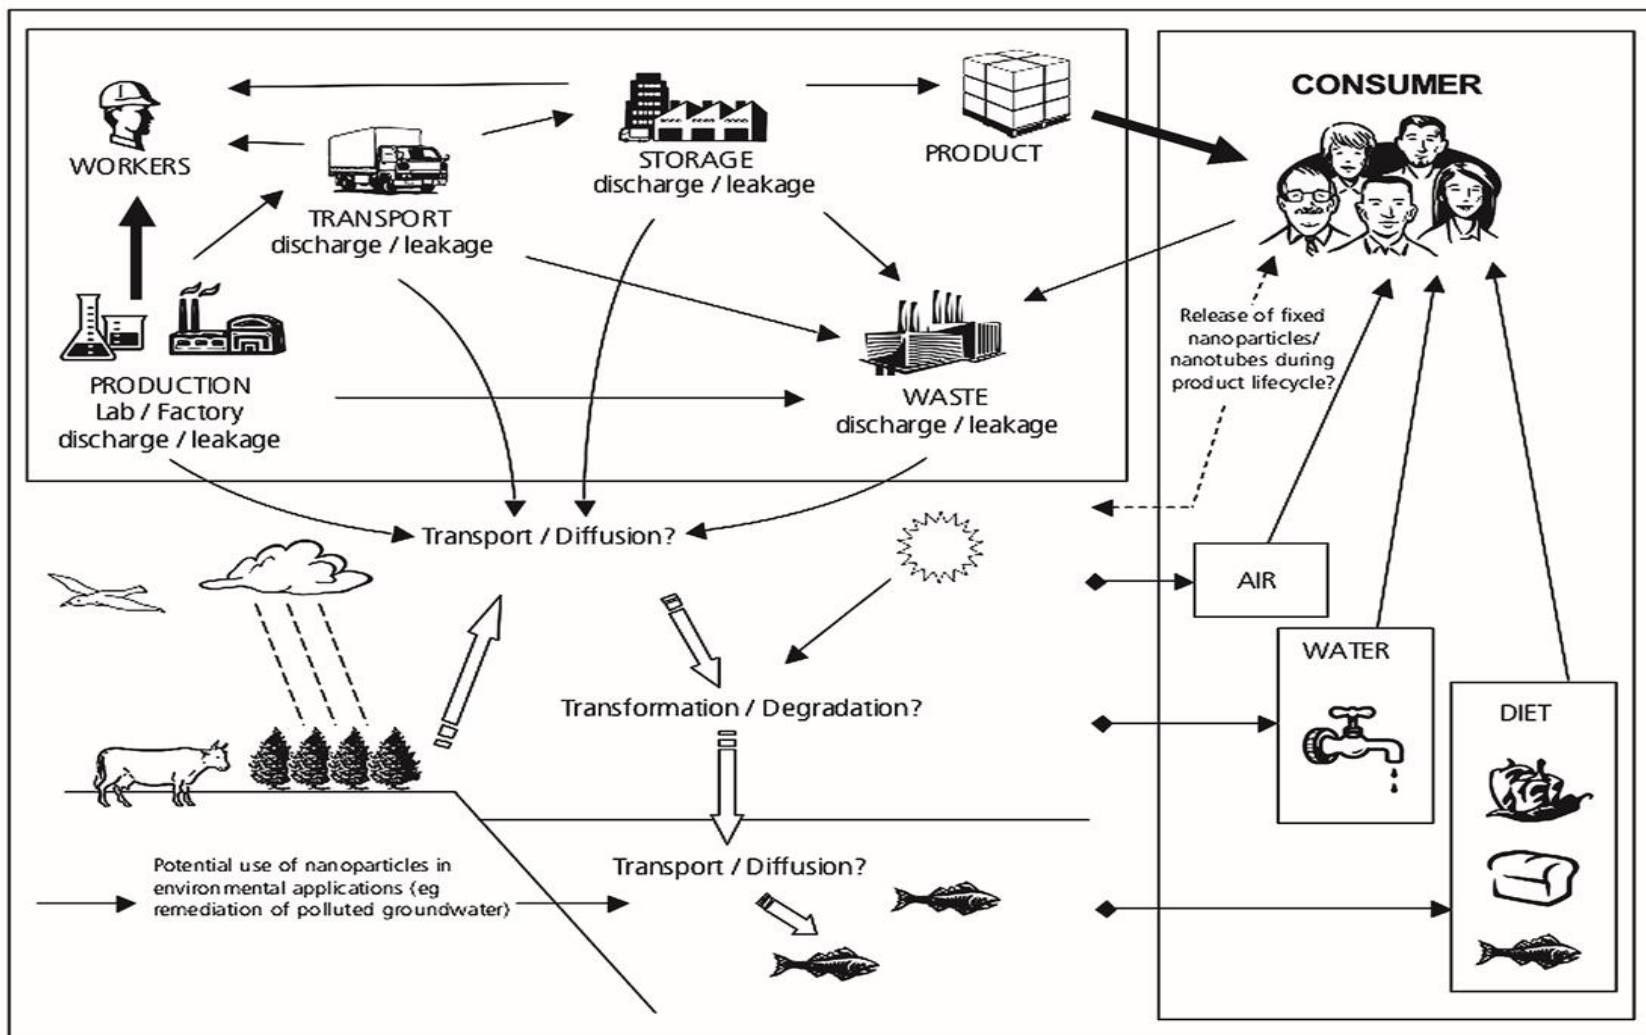 CONSUMER
WORKERS
STORAGE
discharge / leakage
PRODUCT
TRANSPORT
discharge / leakage
PRODUCTION
Lab / Factory
discharge / leakage
WASTE
discharge / leakage
Release of fixed
nanoparticles/
nanotubes during
product lifecycle?
Transport / Diffusion?
AIR
WATER
Transformation / Degradation?
DIET
Transport / Diffusion?
Potential use of nanoparticles in
environmental applications (eg
remediation of polluted groundwater)